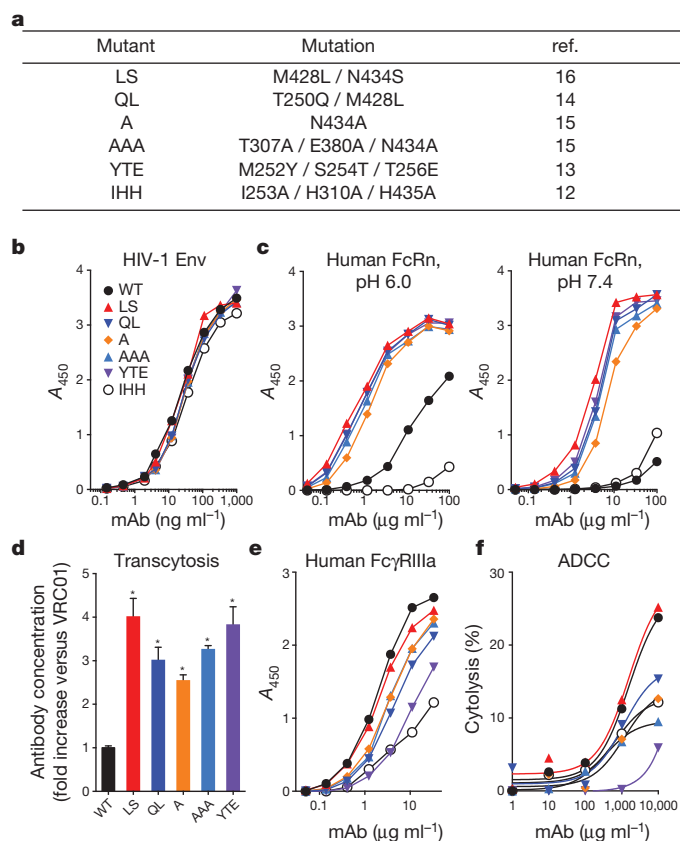 a
Mutant Mutation ref.
LS M428L / N434S 16
QL T250Q / M428L 14
A N434A 15
AAA T307A / E380A / N434A 15
YTE M252Y / S254T / T256E 13
IHH I253A / H310A / H435A 12
b HIV-1 Env
WT
LS
QL
A
AAA
YTE
IHH
A450
4
3
2
1
0
0.1 1 10 100 1,000
mAb (ng ml⁻¹)
c Human FcRn, pH 6.0
4
3
2
1
0
0.1 1 10 100
mAb (μg ml⁻¹)
Human FcRn, pH 7.4
4
3
2
1
0
0.1 1 10 100
mAb (μg ml⁻¹)
A450
d Transcytosis
Antibody concentration
(fold increase versus VRC01)
5
4
3
2
1
0
* * * * *
WT LS QL A AAA YTE
e Human FcγRIIIa
A450
3
2
1
0
0.1 1 10
mAb (μg ml⁻¹)
f ADCC
Cytolysis (%)
30
20
10
0
1 10 100 1,000 10,000
mAb (μg ml⁻¹)